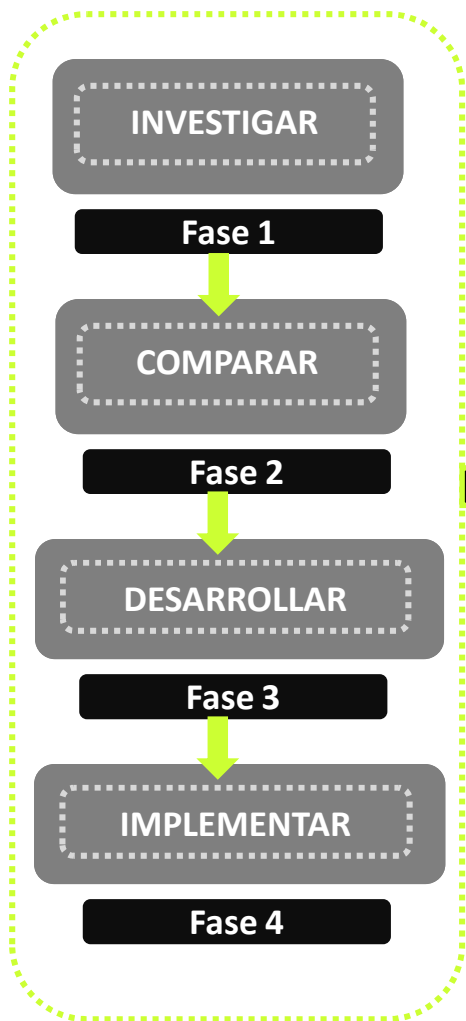 INVESTIGAR
Fase 1
COMPARAR
Fase 2
DESARROLLAR
Fase 3
IMPLEMENTAR
Fase 4